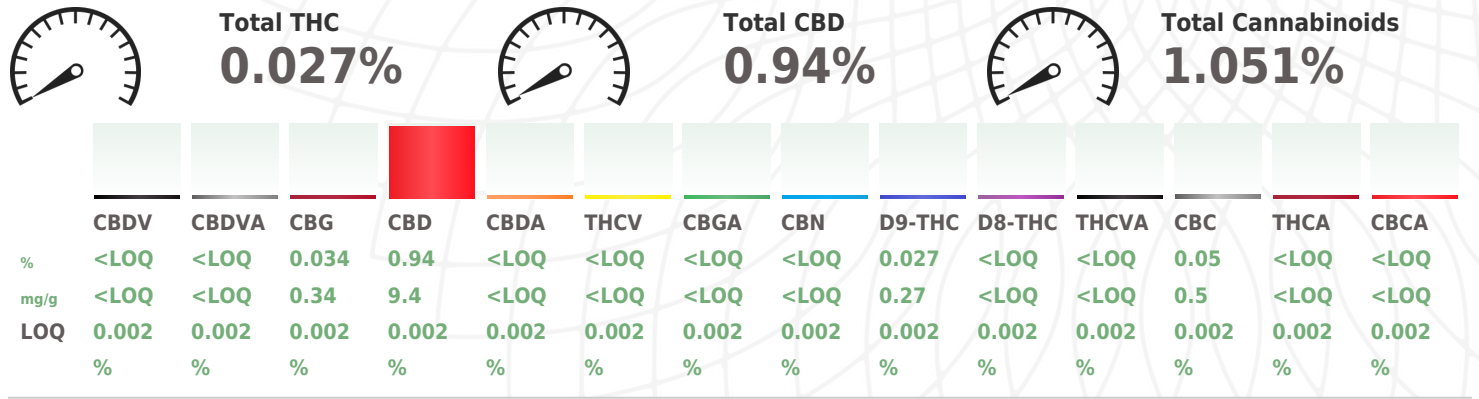 Total THC Total CBD Total Cannabinoids
0.027% 0.94% 1.051%
CBDV CBDVA CBG CBD CBDA THCV CBGA CBN D9-THC D8-THC THCVA CBC THCA CBCA
% <LOQ <LOQ 0.034 0.94 <LOQ <LOQ <LOQ <LOQ 0.027 <LOQ <LOQ 0.05 <LOQ <LOQ
mg/g <LOQ <LOQ 0.34 9.4 <LOQ <LOQ <LOQ <LOQ 0.27 <LOQ <LOQ 0.5 <LOQ <LOQ
LOQ 0.002 0.002 0.002 0.002 0.002 0.002 0.002 0.002 0.002 0.002 0.002 0.002 0.002 0.002
% % % % % % % % % % % % % %